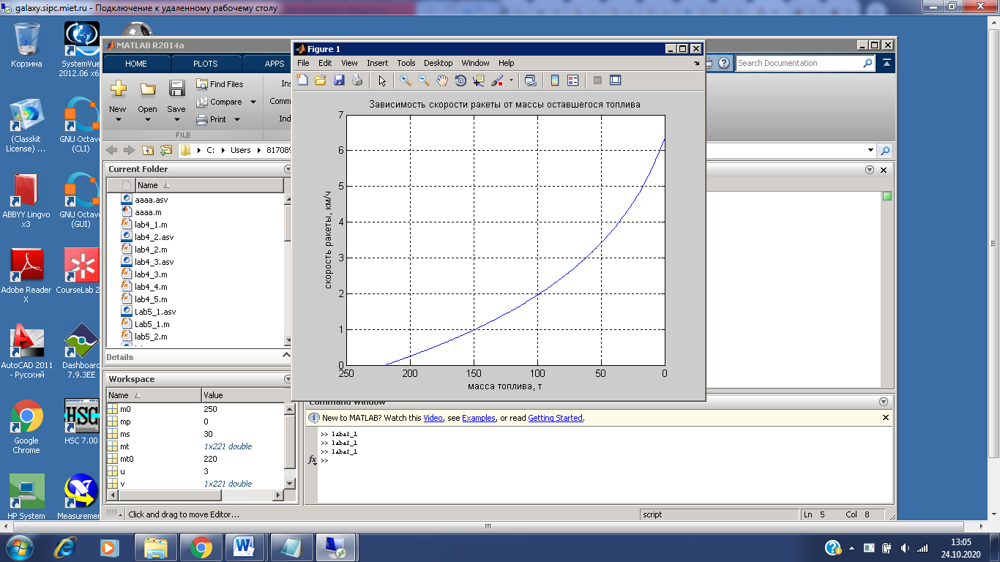 galaxy.sipc.miet.ru - Подключение к удаленному рабочему столу
Корзина
SystemVue
2012.06 x6
(Classkit
License) ...
GNU Octav
(CLI)
ABBYY Lingvo
x3
GNU Octav
(GUI)
Adobe Reader
X
CourseLab 2
AutoCAD 2011
- Русский
Dashboard
7.9.3EE
Google
Chrome
HSC
HSC 7.00
HP System
Measuremen
MATLAB R2014a
HOME
PLOTS
APPS
Search Documentation
New
Open
Save
Find Files
Compare
Print
Ins
Comm
Ind
FILE
C:
Users
81708
Current Folder
Name
aaaa.asv
aaaa.m
lab4_1.m
lab4_2.asv
lab4_2.m
lab4_3.asv
lab4_3.m
lab4_4.m
lab4_5.m
Lab5_1.asv
Lab5_1.m
lab5_2.m
Details
Workspace
Name
Value
m0
250
mp
0
ms
30
mt
1x221 double
mt0
220
u
3
v
1x221 double
Figure 1
File
Edit
View
Insert
Tools
Desktop
Window
Help
Зависимость скорости ракеты от массы оставшегося топлива
7
6
5
4
3
2
1
0
скорость ракеты, км/ч
250
200
150
100
50
0
масса топлива, т
Command Window
New to MATLAB? Watch this Video, see Examples, or read Getting Started.
>> laba2_1
>> laba2_1
>> laba2_1
fx >>
Click and drag to move Editor...
script
Ln 5
Col 8
13:05
24.10.2020